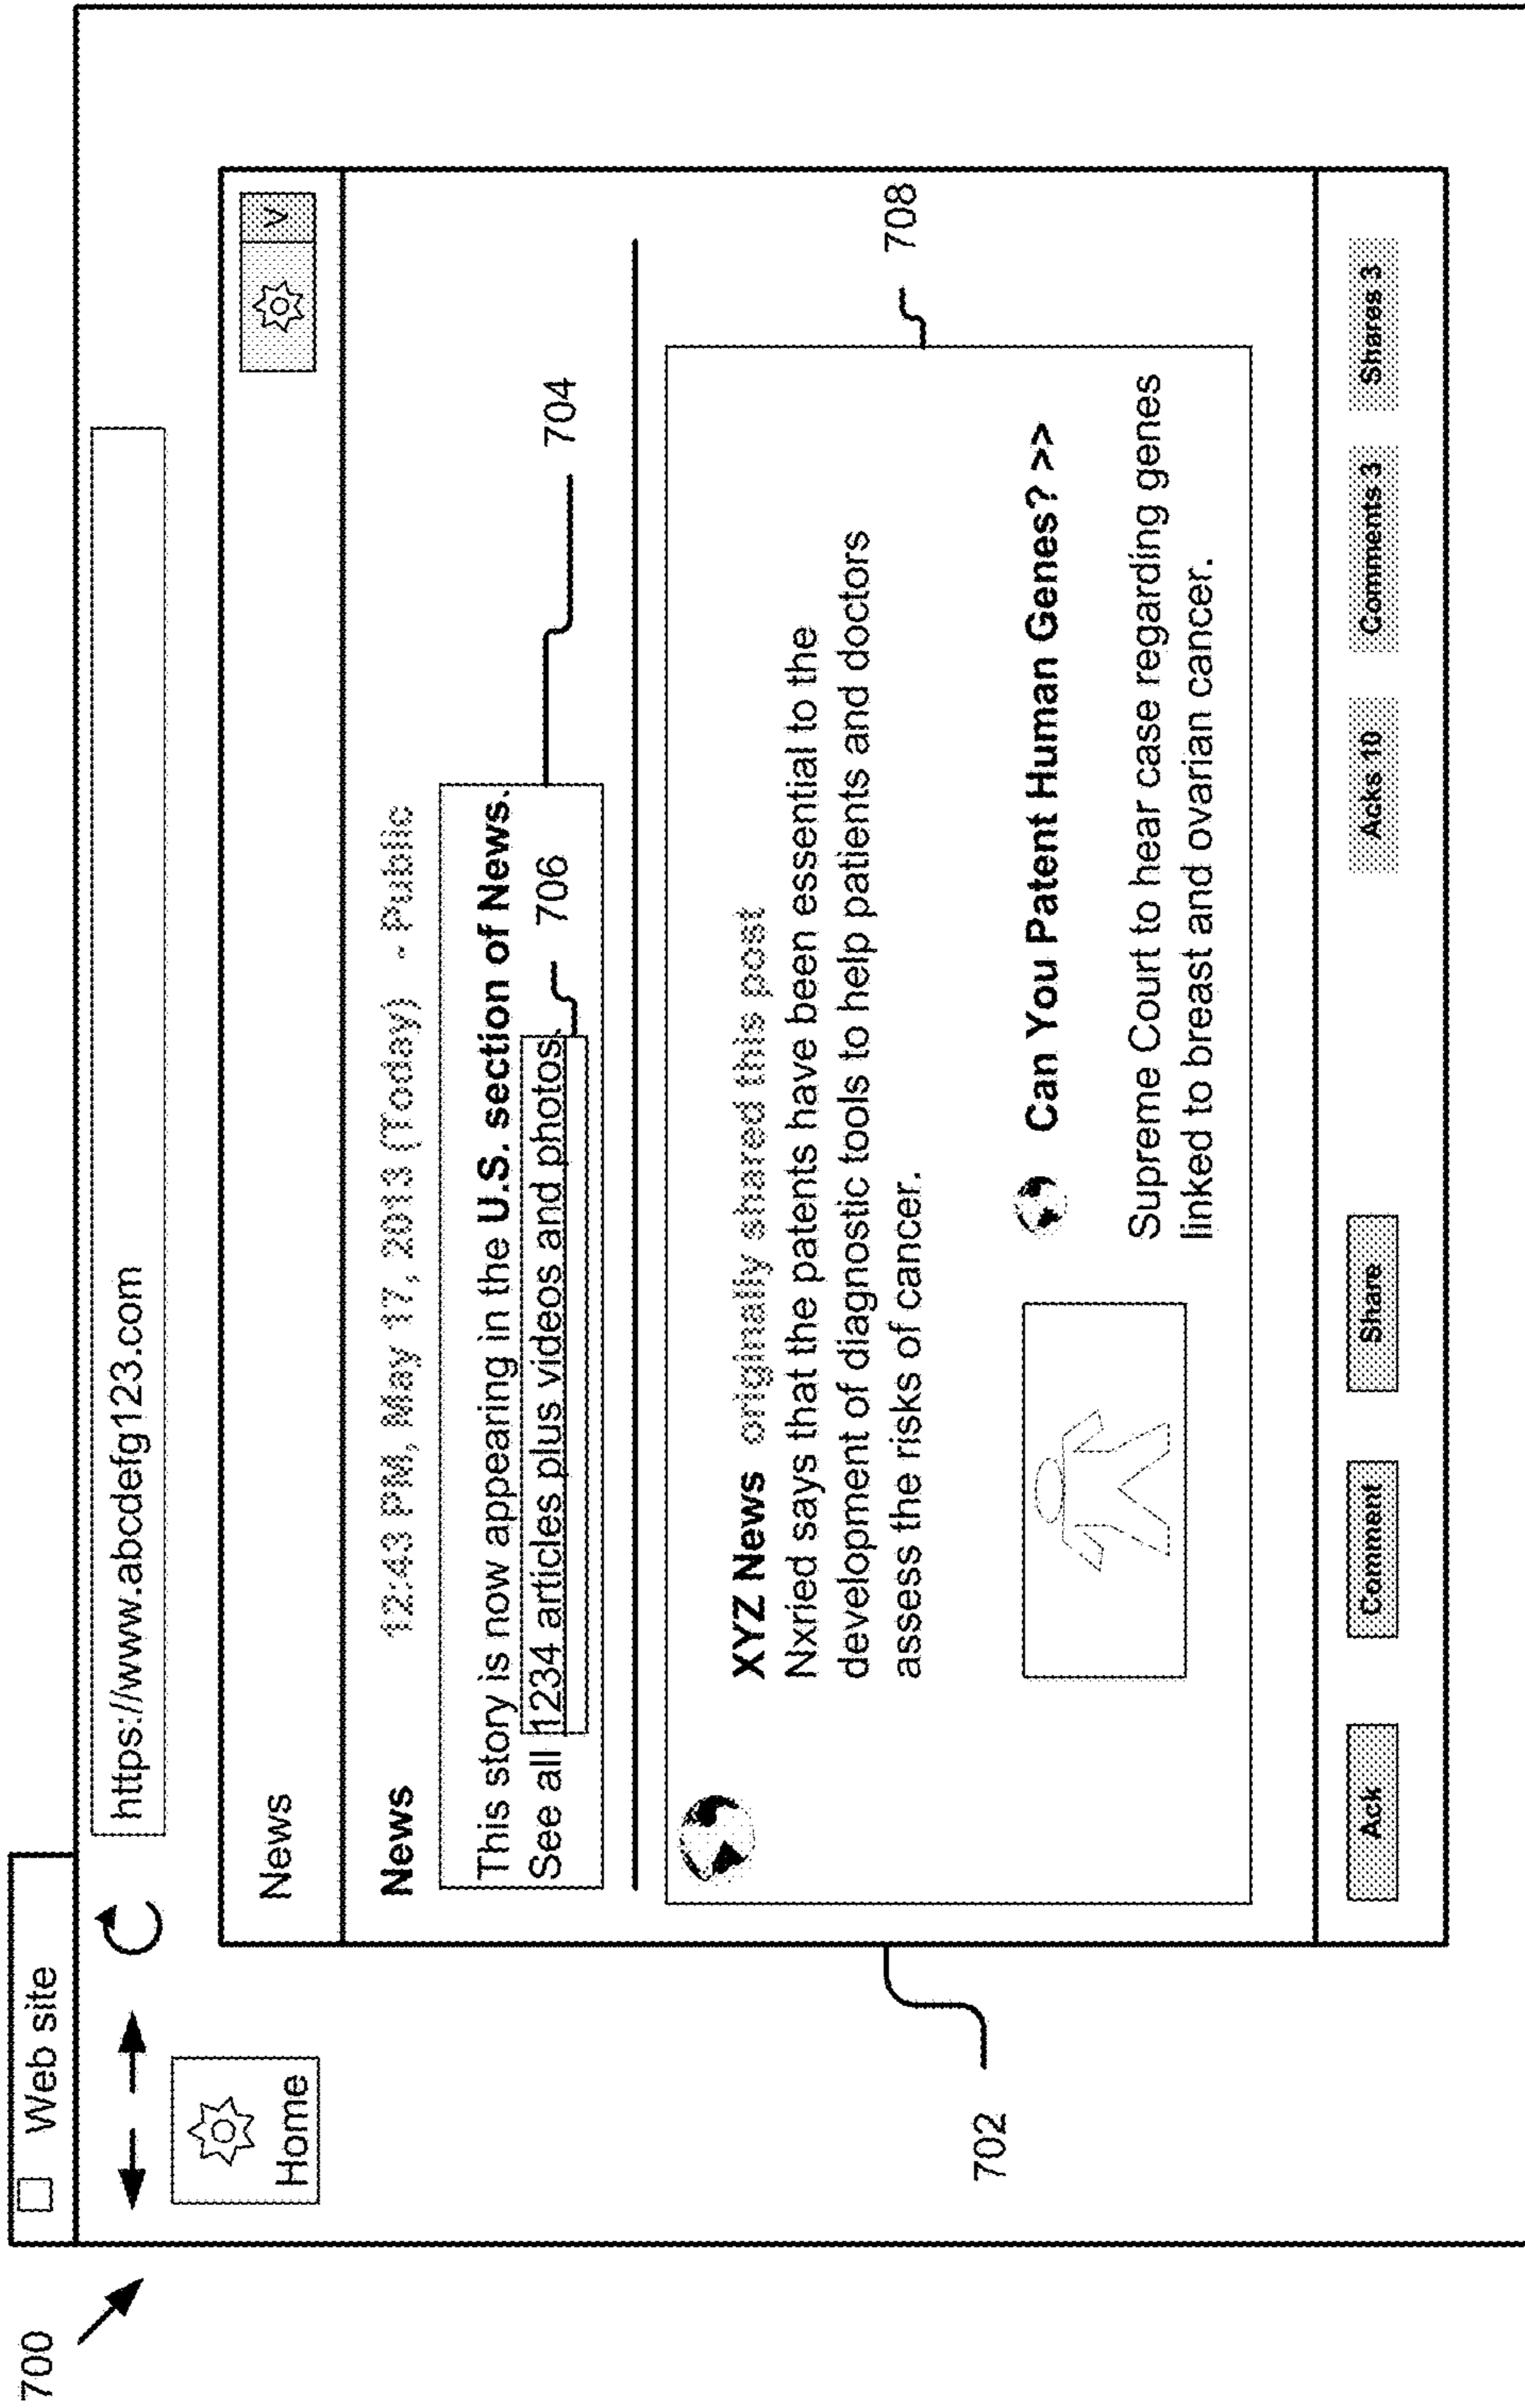 700
Web site
https://www.abcdefg123.com
Home
News
V
News 12:43 PM, May 17, 2013 (Today) - Public
This story is now appearing in the U.S. section of News.
See all 1234 articles plus videos and photos.
706
704
XYZ News originally shared this post
Nxried says that the patents have been essential to the
development of diagnostic tools to help patients and doctors
assess the risks of cancer.
708
Can You Patent Human Genes? >>
Supreme Court to hear case regarding genes
linked to breast and ovarian cancer.
702
Ack Comment Share Acks 10 Comments 3 Shares 3